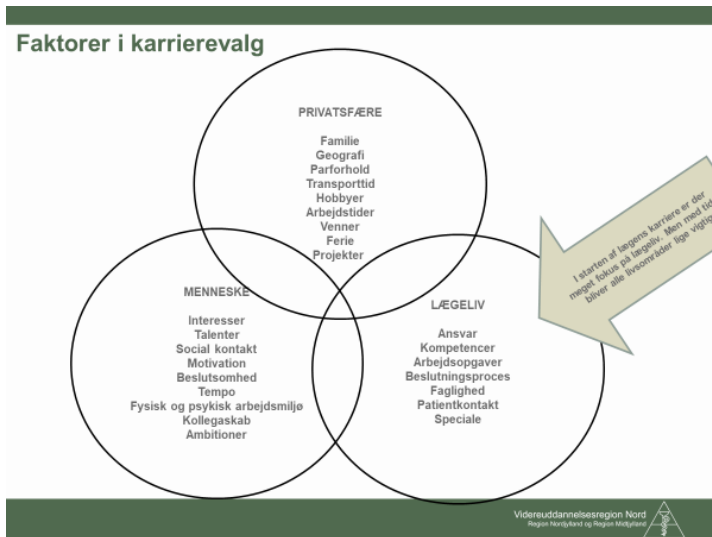 Faktorer i karrierevalg
PRIVATSFÆRE
Familie
Geografi
Parforhold
Transporttid
Hobbyer
Arbejdstider
Venner
Ferie
Projekter
MENNESKE
Interesser
Talenter
Social kontakt
Motivation
Beslutsomhed
Tempo
Fysisk og psykisk arbejdsmiljø
Kollegaskab
Ambitioner
LÆGELIV
Ansvar
Kompetencer
Arbejdsopgaver
Beslutningsproces
Faglighed
Patientkontakt
Speciale
I starten af lægens karriere er der
meget fokus på lægeliv. Men med tid
bliver alle livsområder lige vigtig
Videreuddannelsesregion Nord
Region Nordjylland og Region Midtjylland